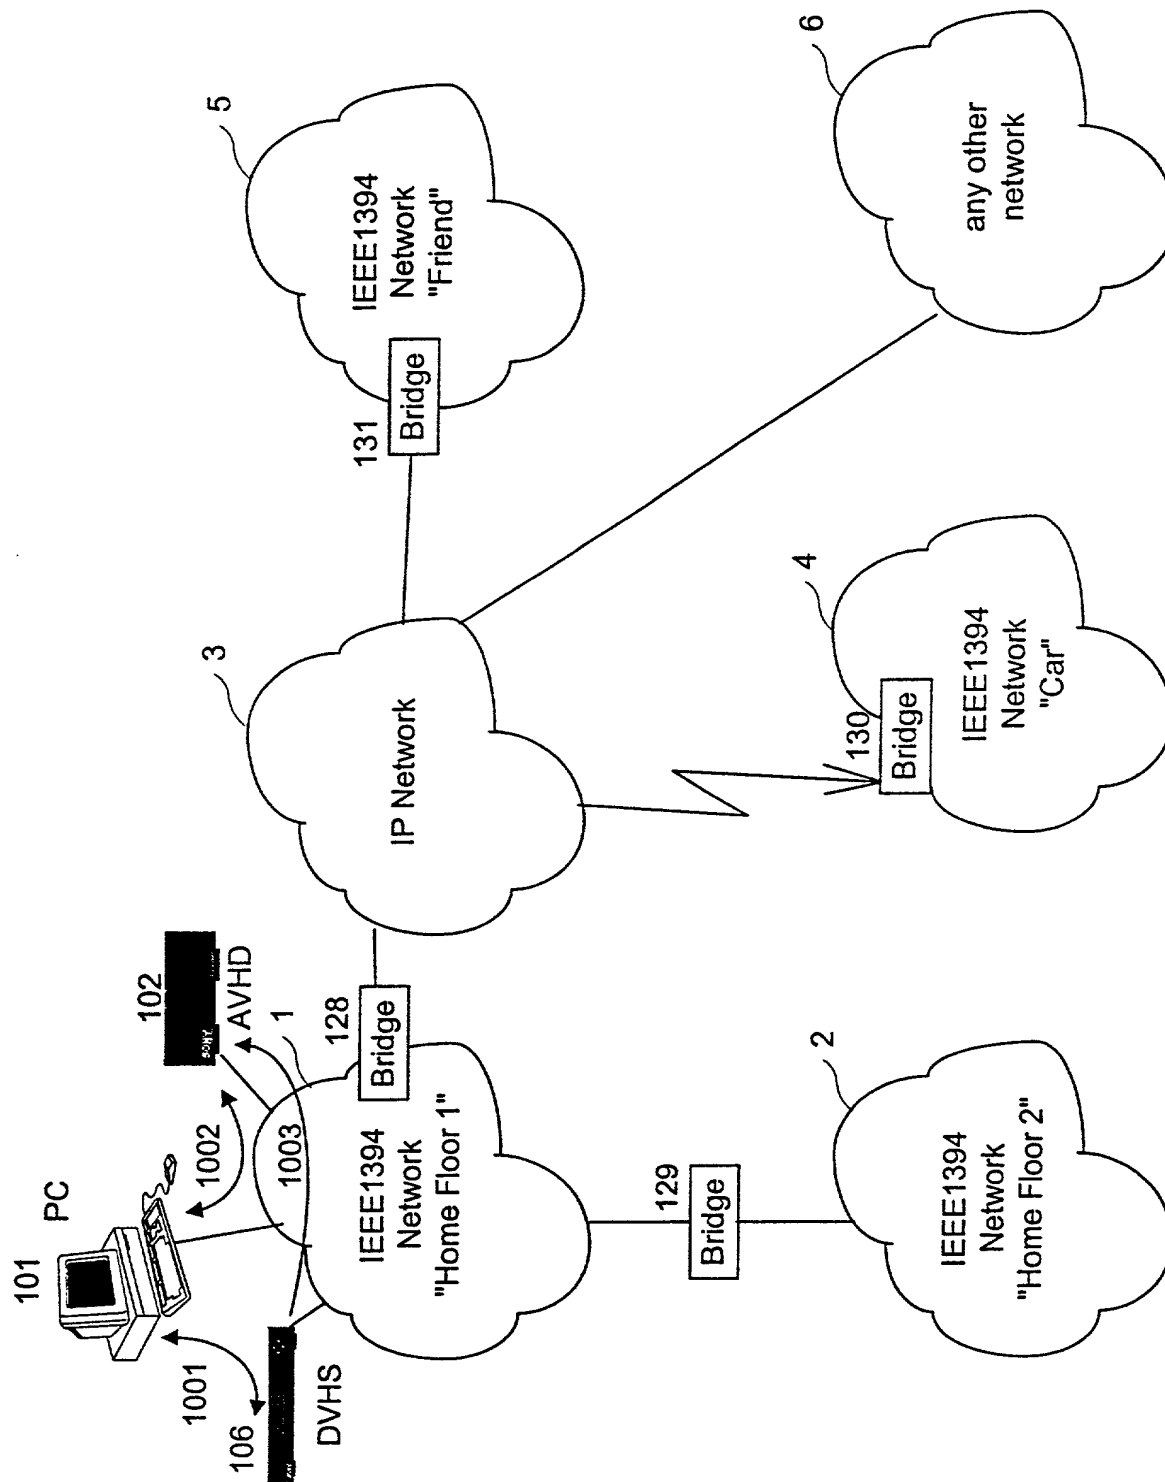 101
PC
1001
106
DVHS
1002
102
SONY
AVHD
1003
1
128
Bridge
IEEE1394
Network
"Home Floor 1"
3
IP Network
5
131
Bridge
IEEE1394
Network
"Friend"
129
Bridge
2
IEEE1394
Network
"Home Floor 2"
4
130
Bridge
IEEE1394
Network
"Car"
6
any other
network